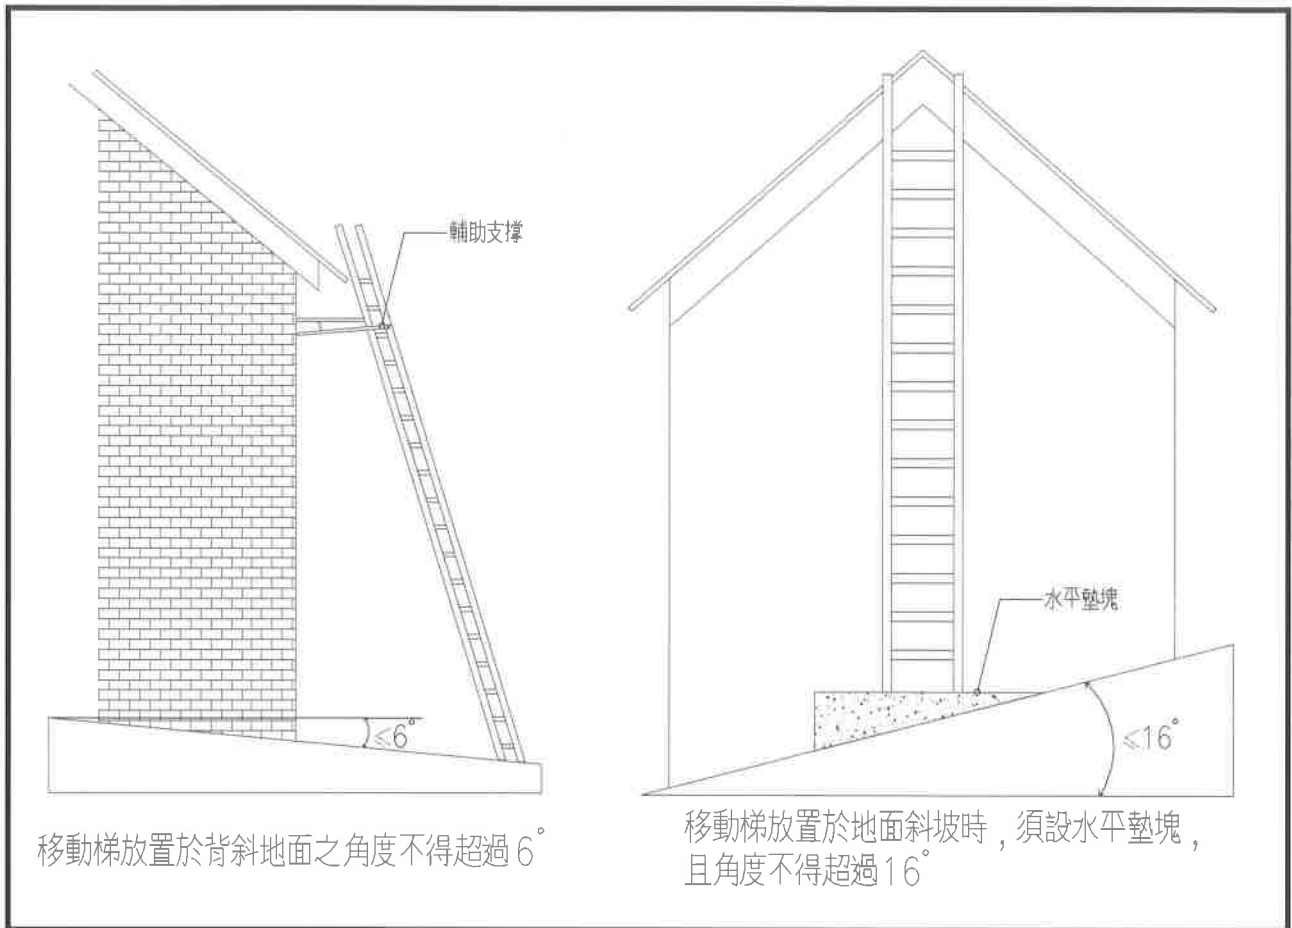 輔助支撐
≤6°
移動梯放置於背斜地面之角度不得超過6°
水平墊塊
≤16°
移動梯放置於地面斜坡時，須設水平墊塊，
且角度不得超過16°